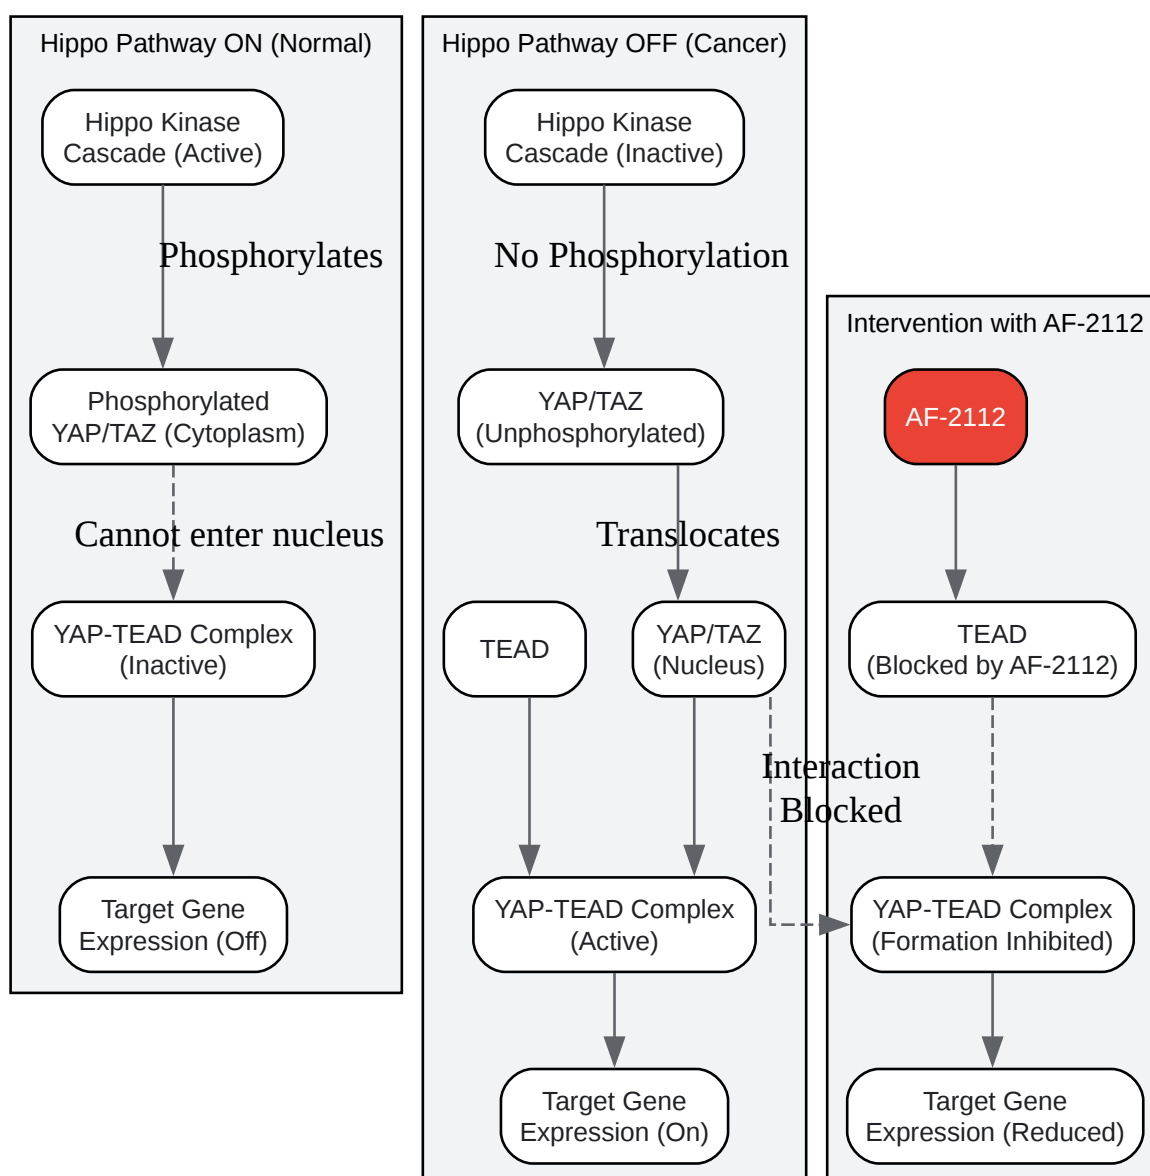 Hippo Pathway ON (Normal)
Hippo Kinase
Cascade (Active)
Phosphorylates
Phosphorylated
YAP/TAZ (Cytoplasm)
Cannot enter nucleus
YAP-TEAD Complex
(Inactive)
Target Gene
Expression (Off)
Hippo Pathway OFF (Cancer)
Hippo Kinase
Cascade (Inactive)
No Phosphorylation
YAP/TAZ
(Unphosphorylated)
Translocates
TEAD
YAP/TAZ
(Nucleus)
Interaction
Blocked
YAP-TEAD Complex
(Active)
Target Gene
Expression (On)
Intervention with AF-2112
AF-2112
TEAD
(Blocked by AF-2112)
YAP-TEAD Complex
(Formation Inhibited)
Target Gene
Expression (Reduced)